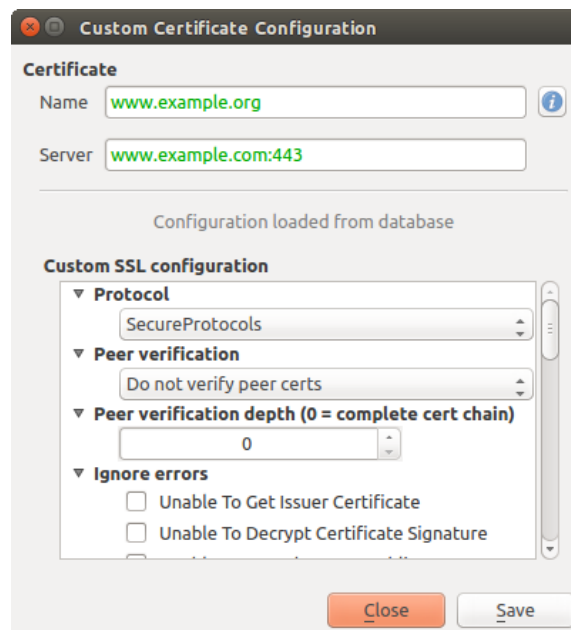 Custom Certificate Configuration
Certificate
Name www.example.org
Server www.example.com:443
Configuration loaded from database
Custom SSL configuration
Protocol
SecureProtocols
Peer verification
Do not verify peer certs
Peer verification depth (0 = complete cert chain)
0
Ignore errors
Unable To Get Issuer Certificate
Unable To Decrypt Certificate Signature
Close Save